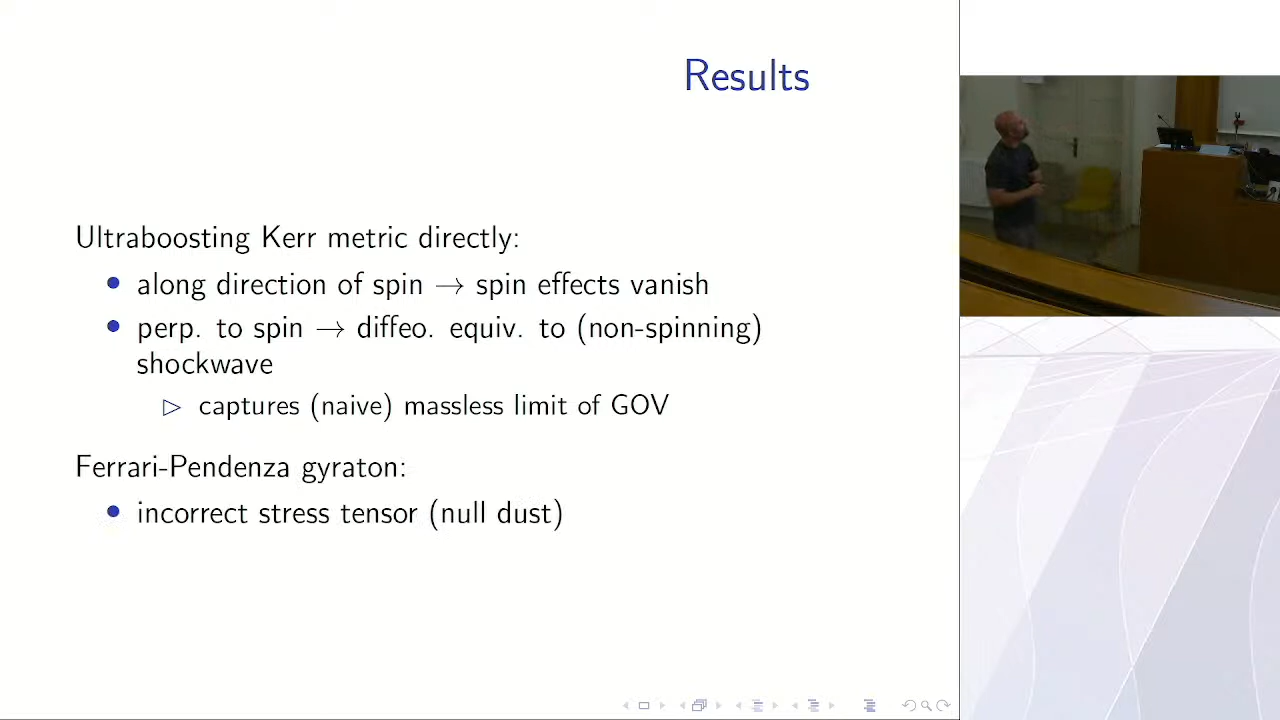 Results
Ultraboosting Kerr metric directly:
• along direction of spin → spin effects vanish
• perp. to spin → diffeo. equiv. to (non-spinning)
shockwave
▷ captures (naive) massless limit of GOV
Ferrari-Pendenza gyraton:
• incorrect stress tensor (null dust)